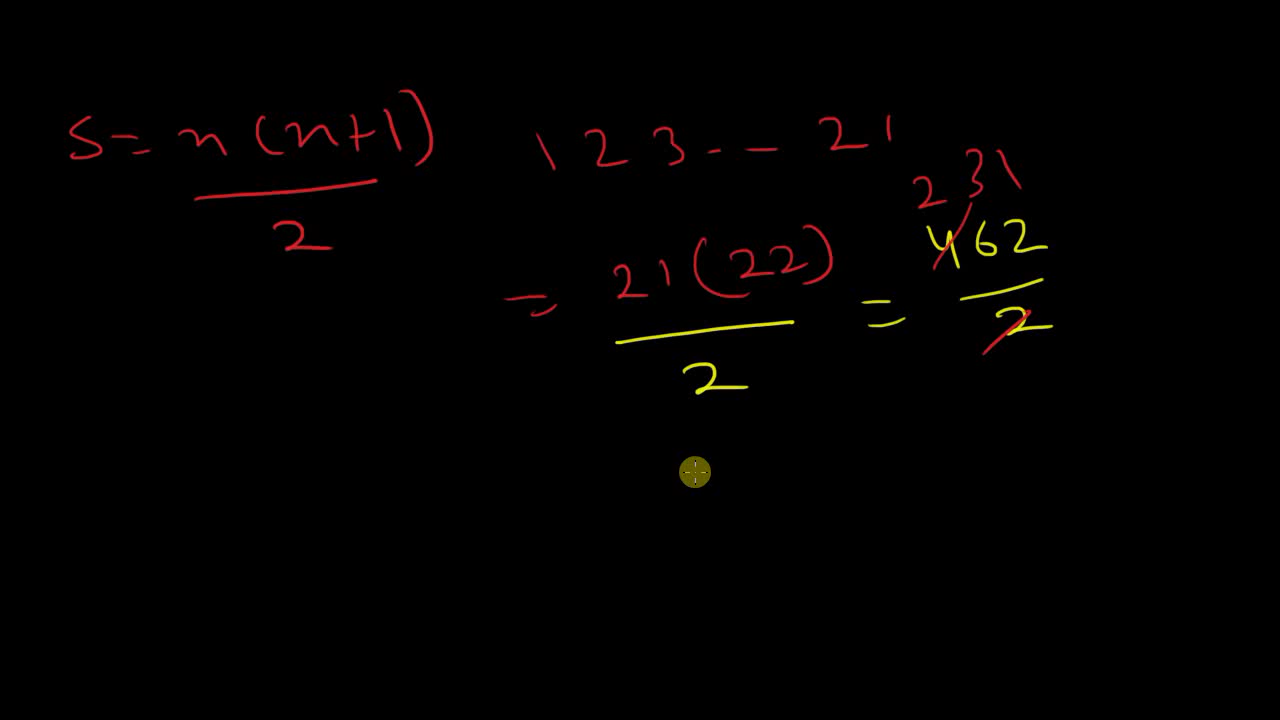 S = n(n+1) / 2
1 2 3 - - 21
= 21(22) / 2 = 462 / 2
231